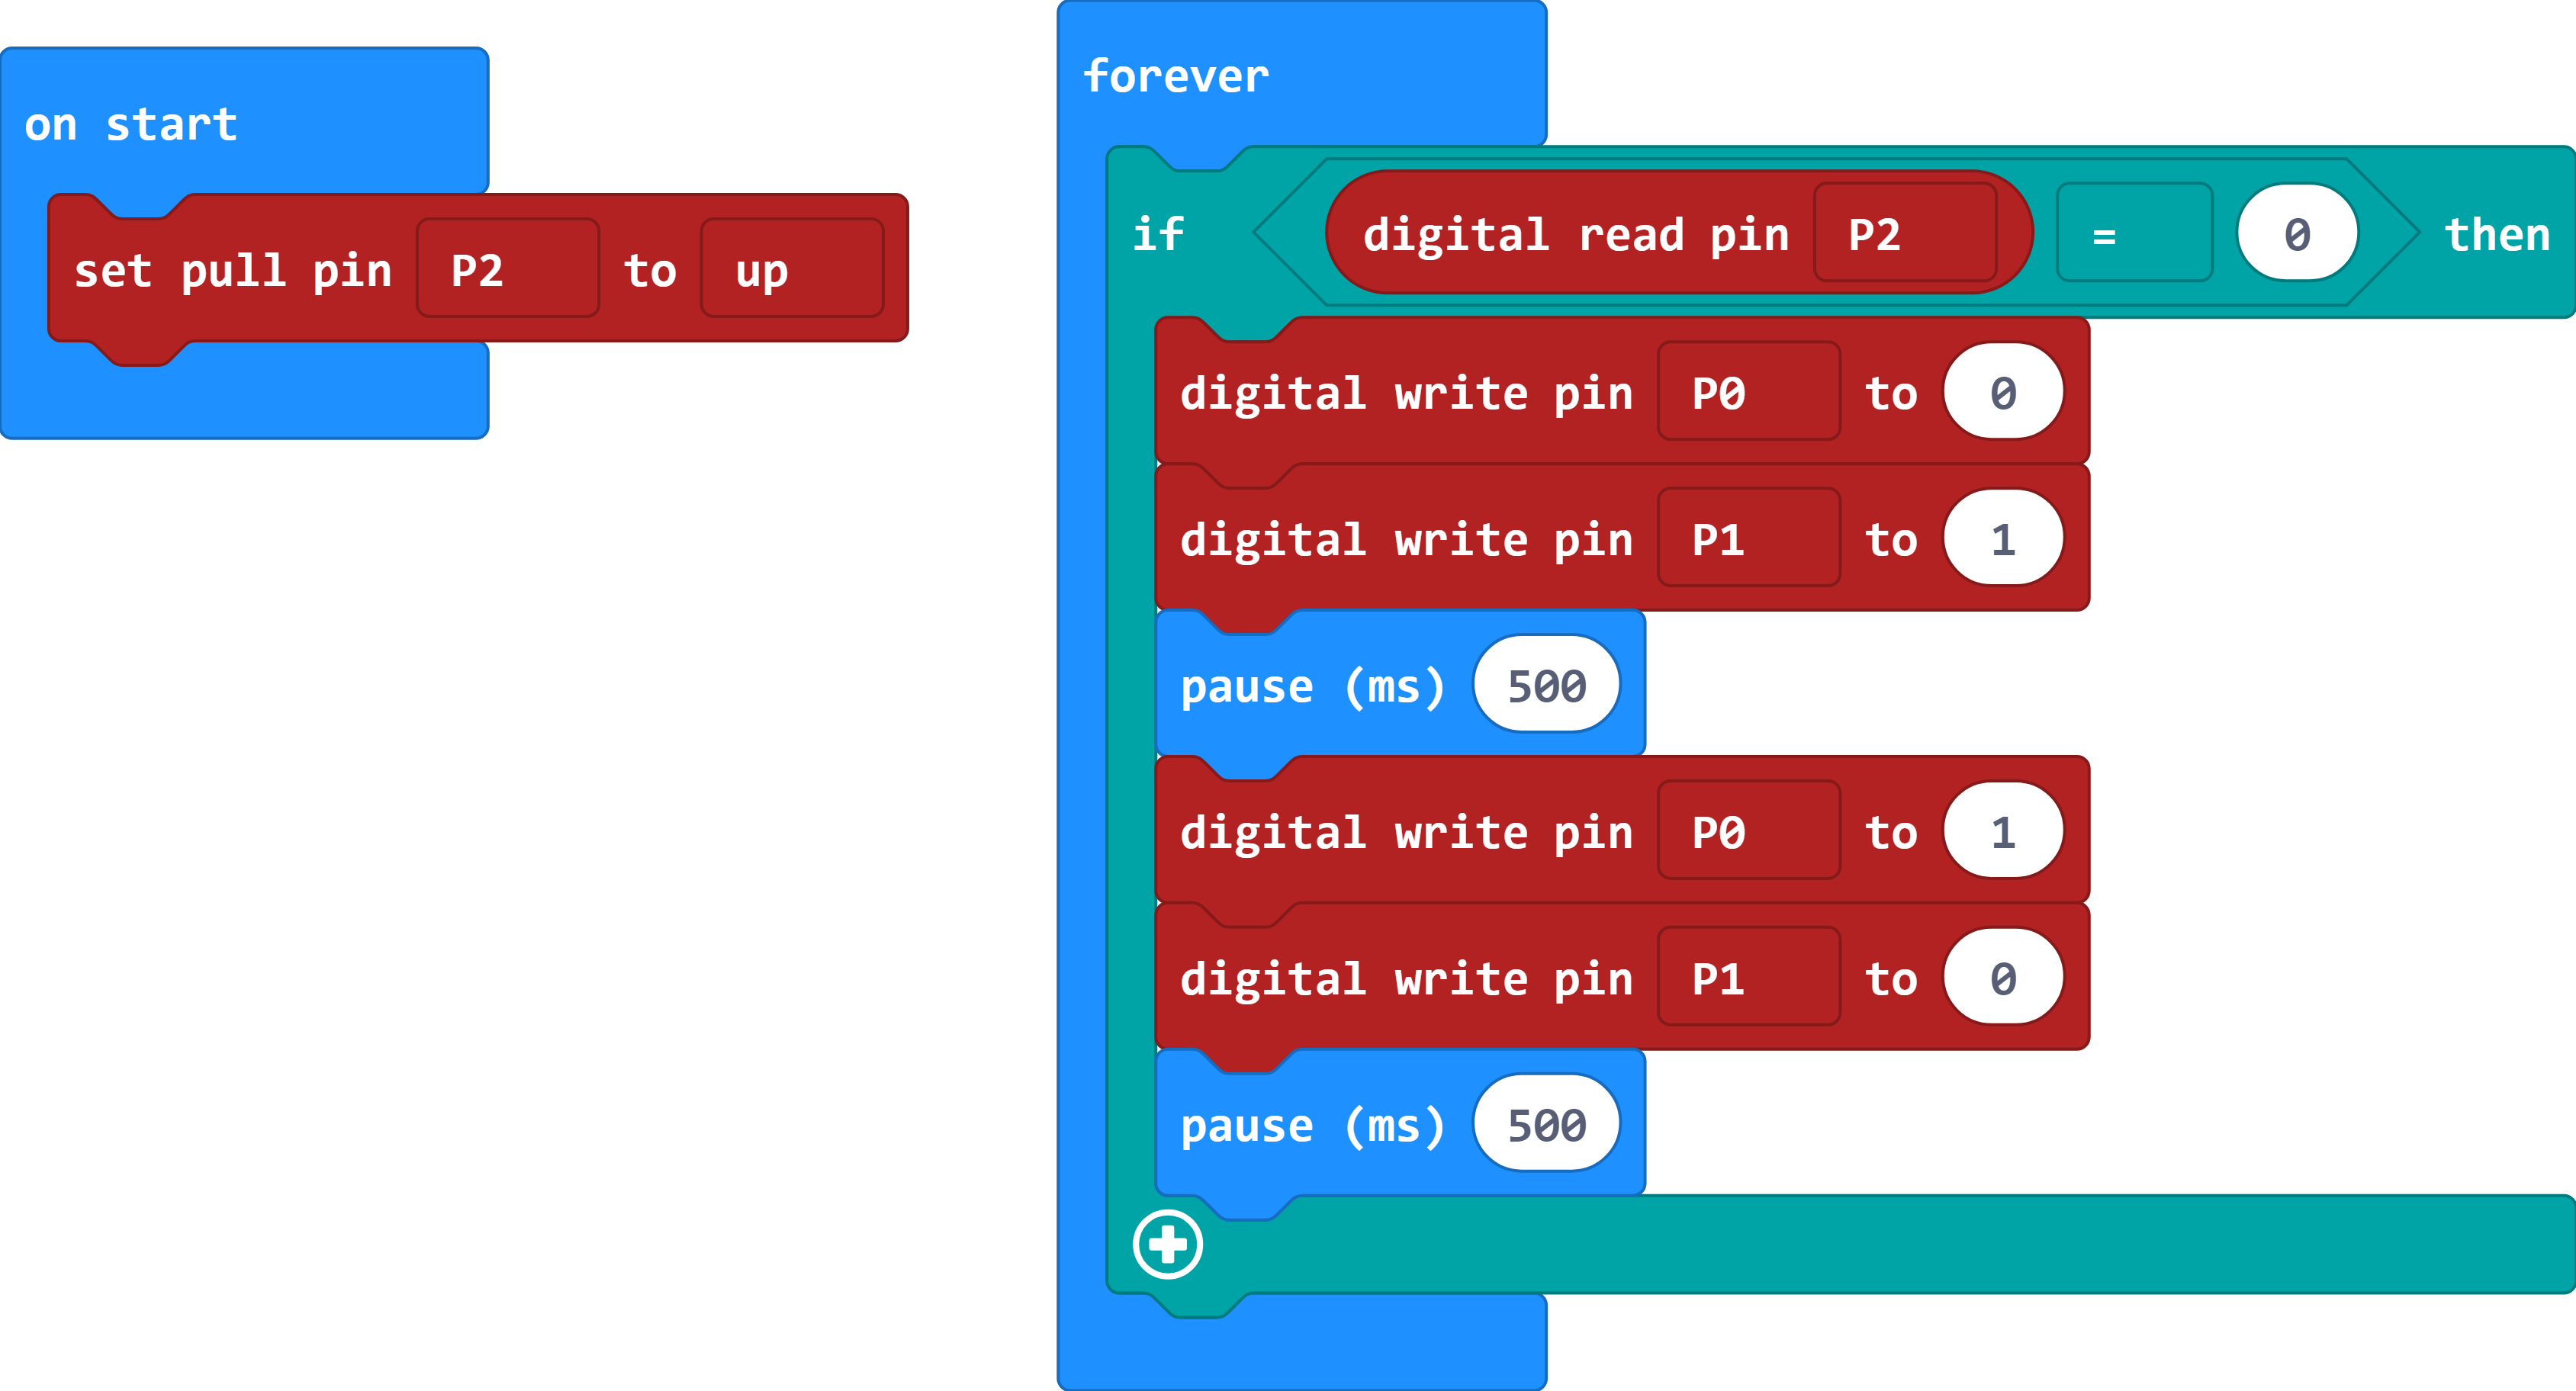 on start
set pull pin P2 to up
forever
if digital read pin P2 = 0 then
digital write pin P0 to 0
digital write pin P1 to 1
pause (ms) 500
digital write pin P0 to 1
digital write pin P1 to 0
pause (ms) 500